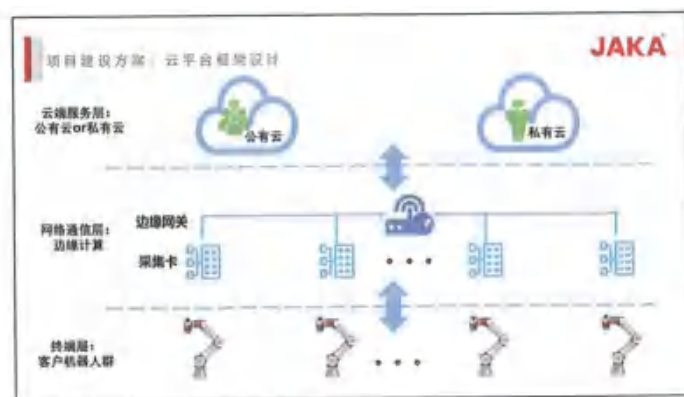 JAKA
项目建设方案:云平台框架设计
云端服务层:
公有云or私有云
公有云
私有云
网络通信层:
边缘计算
边缘网关
采集卡
终端层:
客户机器人群